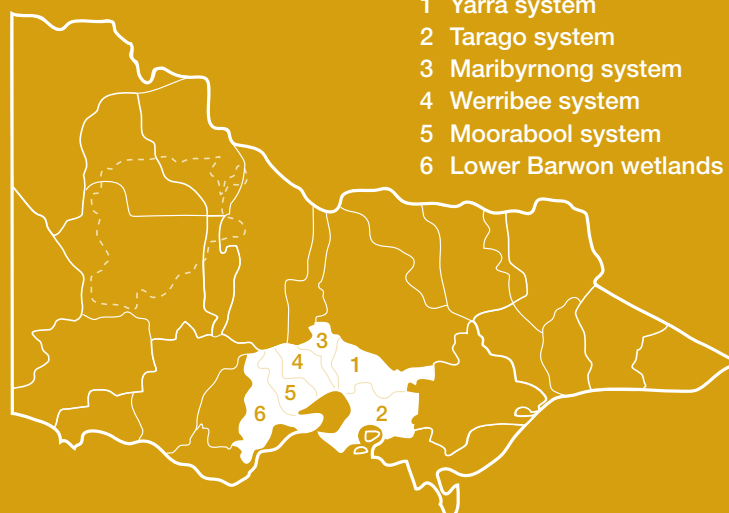 1 Yarra system
2 Tarago system
3 Maribyrnong system
4 Werribee system
5 Moorabool system
6 Lower Barwon wetlands
3
4
1
5
6
2